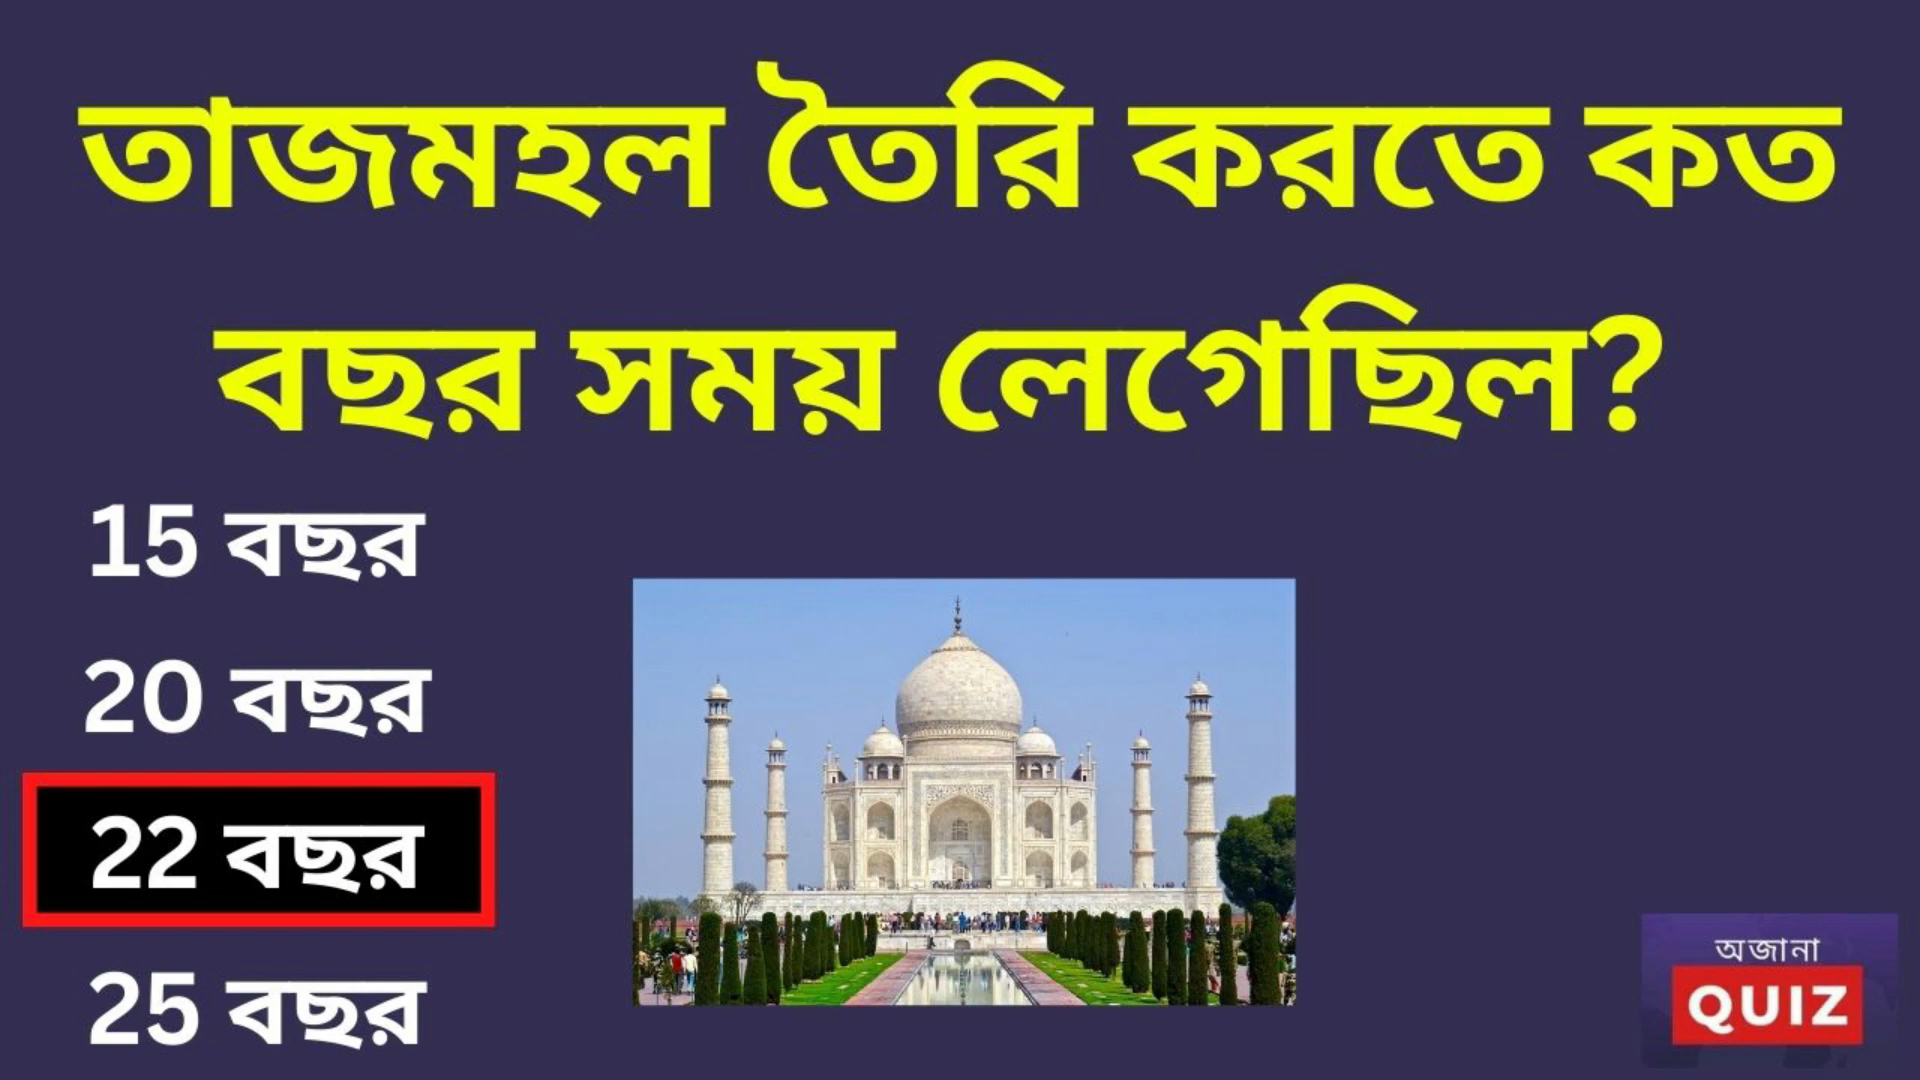 তাজমহল তৈরি করতে কত
বছর সময় লেগেছিল?
15 বছর
20 বছর
22 বছর
25 বছর
অজানা
QUIZ